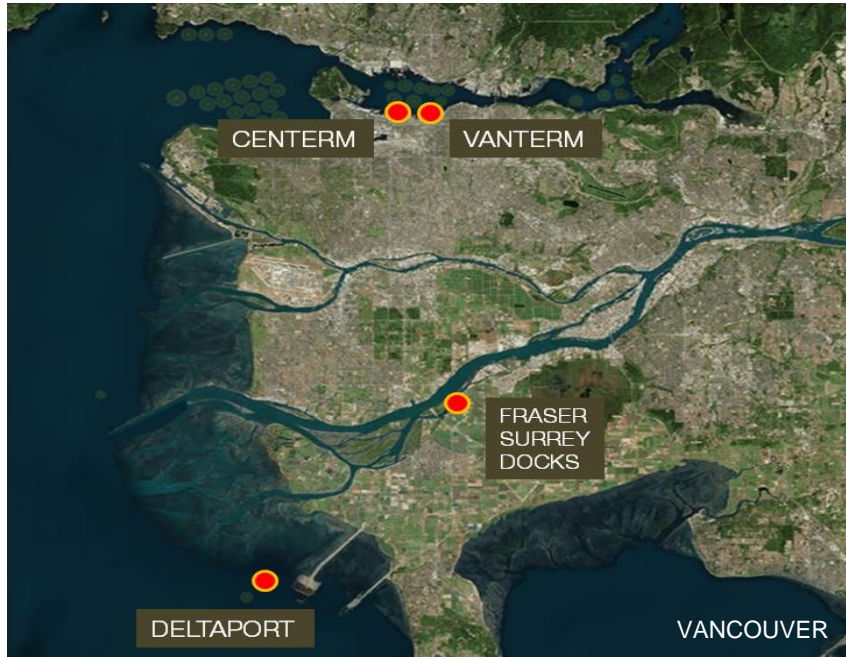 CENTERM
VANTERM
FRASER
SURREY
DOCKS
DELTAPORT
VANCOUVER